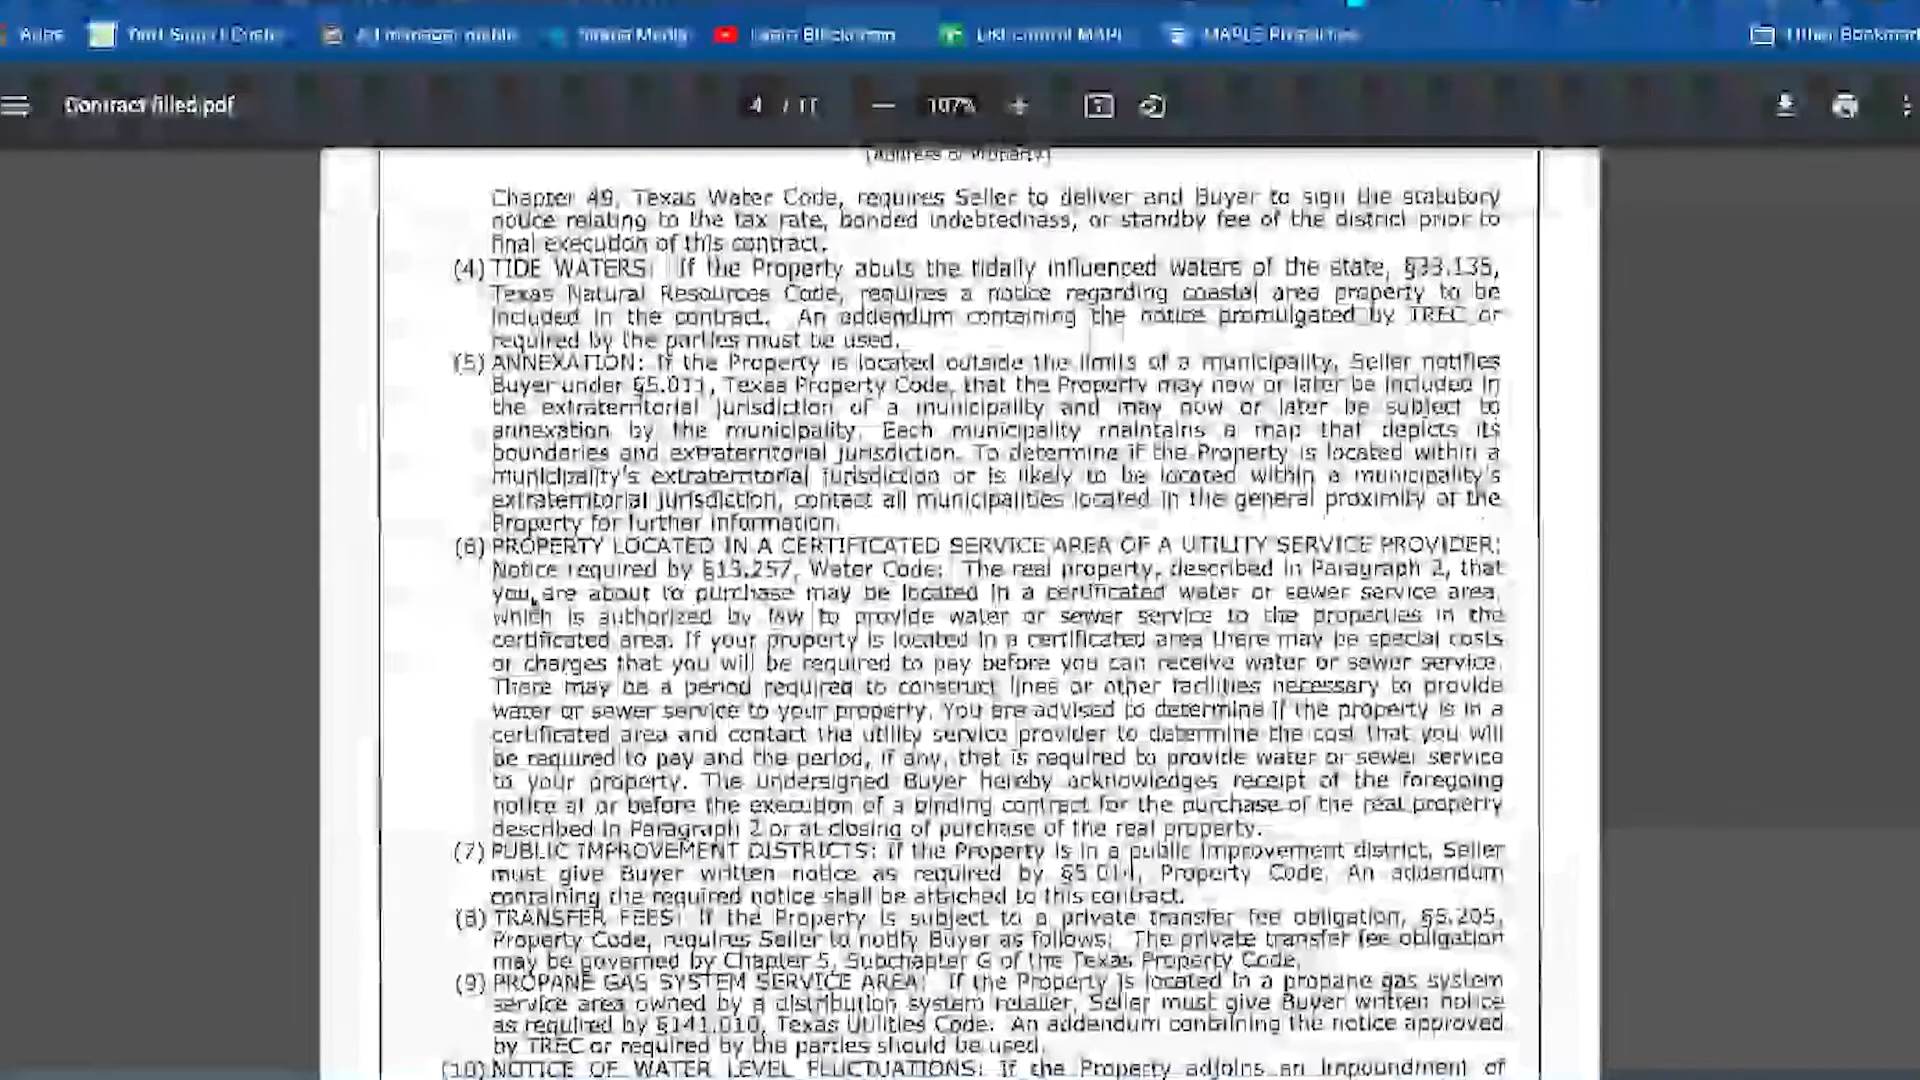 Learn Blockchain
Other Bookmark
Contract filled.pdf
4 / 11
107%
(Address of Property)
Chapter 49, Texas Water Code, requires Seller to deliver and Buyer to sign the statutory
notice relating to the tax rate, bonded indebtedness, or standby fee of the district prior to
final execution of this contract.
(4) TIDE WATERS: If the Property abuts the tidally influenced waters of the state, §33.135,
Texas Natural Resources Code, requires a notice regarding coastal area property to be
included in the contract. An addendum containing the notice promulgated by TREC or
required by the parties must be used.
(5) ANNEXATION: If the Property is located outside the limits of a municipality, Seller notifies
Buyer under §5.011, Texas Property Code, that the Property may now or later be included in
the extraterritorial jurisdiction of a municipality and may now or later be subject to
annexation by the municipality. Each municipality maintains a map that depicts its
boundaries and extraterritorial jurisdiction. To determine if the Property is located within a
municipality's extraterritorial jurisdiction or is likely to be located within a municipality's
extraterritorial jurisdiction, contact all municipalities located in the general proximity of the
Property for further information.
(6) PROPERTY LOCATED IN A CERTIFICATED SERVICE AREA OF A UTILITY SERVICE PROVIDER:
Notice required by §13.257, Water Code: The real property, described in Paragraph 2, that
you are about to purchase may be located in a certificated water or sewer service area,
which is authorized by law to provide water or sewer service to the properties in the
certificated area. If your property is located in a certificated area there may be special costs
or charges that you will be required to pay before you can receive water or sewer service.
There may be a period required to construct lines or other facilities necessary to provide
water or sewer service to your property. You are advised to determine if the property is in a
certificated area and contact the utility service provider to determine the cost that you will
be required to pay and the period, if any, that is required to provide water or sewer service
to your property. The undersigned Buyer hereby acknowledges receipt of the foregoing
notice at or before the execution of a binding contract for the purchase of the real property
described in Paragraph 2 or at closing of purchase of the real property.
(7) PUBLIC IMPROVEMENT DISTRICTS: If the Property is in a public improvement district, Seller
must give Buyer written notice as required by §5.014, Property Code. An addendum
containing the required notice shall be attached to this contract.
(8) TRANSFER FEES: If the Property is subject to a private transfer fee obligation, §5.205,
Property Code, requires Seller to notify Buyer as follows: The private transfer fee obligation
may be governed by Chapter 5, Subchapter G of the Texas Property Code.
(9) PROPANE GAS SYSTEM SERVICE AREA: If the Property is located in a propane gas system
service area owned by a distribution system retailer, Seller must give Buyer written notice
as required by §141.010, Texas Utilities Code. An addendum containing the notice approved
by TREC or required by the parties should be used.
(10) NOTICE OF WATER LEVEL FLUCTUATIONS: If the Property adjoins an impoundment of